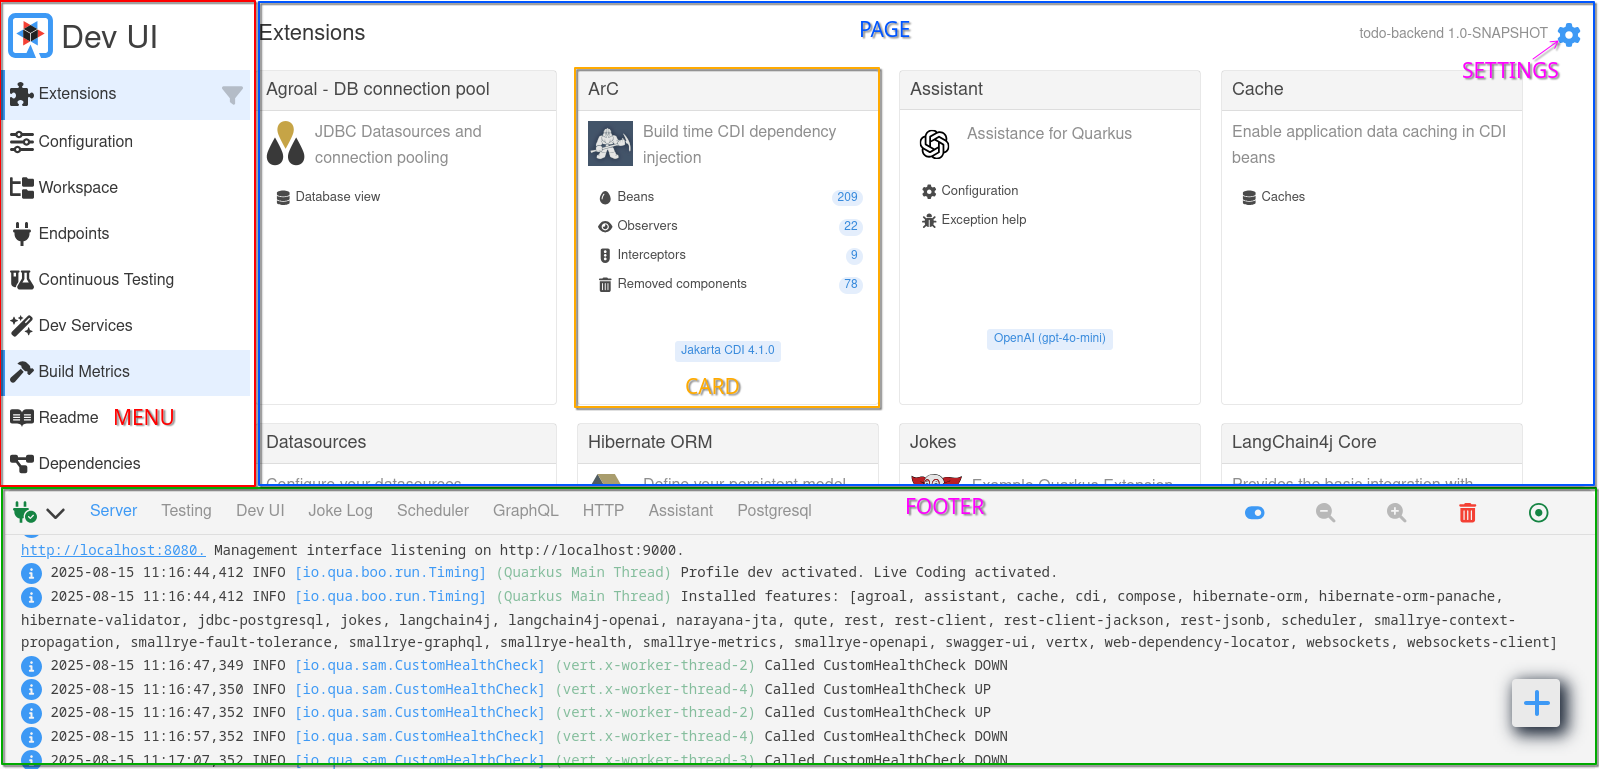 Dev UI
Extensions
Configuration
Workspace
Endpoints
Continuous Testing
Dev Services
Build Metrics
Readme
MENU
Dependencies
Extensions
PAGE
todo-backend 1.0-SNAPSHOT
SETTINGS
Agroal - DB connection pool
JDBC Datasources and
connection pooling
Database view
ArC
Build time CDI dependency
injection
Beans 209
Observers 22
Interceptors 9
Removed components 78
Jakarta CDI 4.1.0
CARD
Assistant
Assistance for Quarkus
Configuration
Exception help
OpenAI (gpt-4o-mini)
Cache
Enable application data caching in CDI
beans
Caches
Datasources
Configure your datasources
Hibernate ORM
Define your persistent model
Jokes
Example Quarkus Extension
LangChain4j Core
Provides the basic integration with
FOOTER
Server Testing Dev UI Joke Log Scheduler GraphQL HTTP Assistant Postgresql
http://localhost:8080. Management interface listening on http://localhost:9000.
2025-08-15 11:16:44,412 INFO [io.qua.boo.run.Timing] (Quarkus Main Thread) Profile dev activated. Live Coding activated.
2025-08-15 11:16:44,412 INFO [io.qua.boo.run.Timing] (Quarkus Main Thread) Installed features: [agroal, assistant, cache, cdi, compose, hibernate-orm, hibernate-orm-panache,
hibernate-validator, jdbc-postgresql, jokes, langchain4j, langchain4j-openai, narayana-jta, qute, rest, rest-client, rest-client-jackson, rest-jsonb, scheduler, smallrye-context-
propagation, smallrye-fault-tolerance, smallrye-graphql, smallrye-health, smallrye-metrics, smallrye-openapi, swagger-ui, vertx, web-dependency-locator, websockets, websockets-client]
2025-08-15 11:16:47,349 INFO [io.qua.sam.CustomHealthCheck] (vert.x-worker-thread-2) Called CustomHealthCheck DOWN
2025-08-15 11:16:47,350 INFO [io.qua.sam.CustomHealthCheck] (vert.x-worker-thread-4) Called CustomHealthCheck UP
2025-08-15 11:16:47,352 INFO [io.qua.sam.CustomHealthCheck] (vert.x-worker-thread-2) Called CustomHealthCheck UP
2025-08-15 11:16:57,352 INFO [io.qua.sam.CustomHealthCheck] (vert.x-worker-thread-4) Called CustomHealthCheck DOWN
2025-08-15 11:17:07,352 INFO [io.qua.sam.CustomHealthCheck] (vert.x-worker-thread-3) Called CustomHealthCheck DOWN